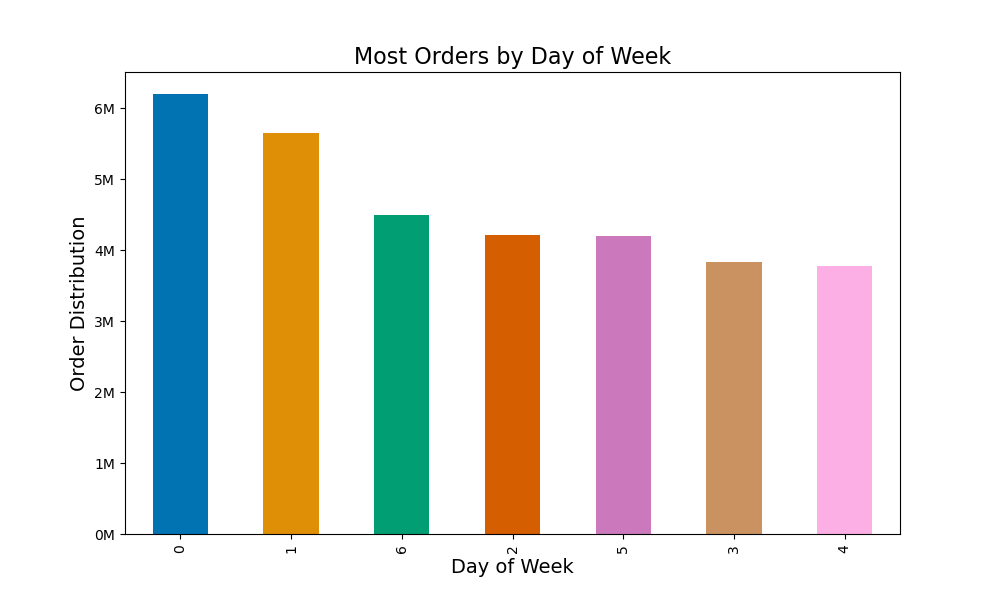 Most Orders by Day of Week
Order Distribution
6M
5M
4M
3M
2M
1M
0M
0
1
6
2
5
3
4
Day of Week